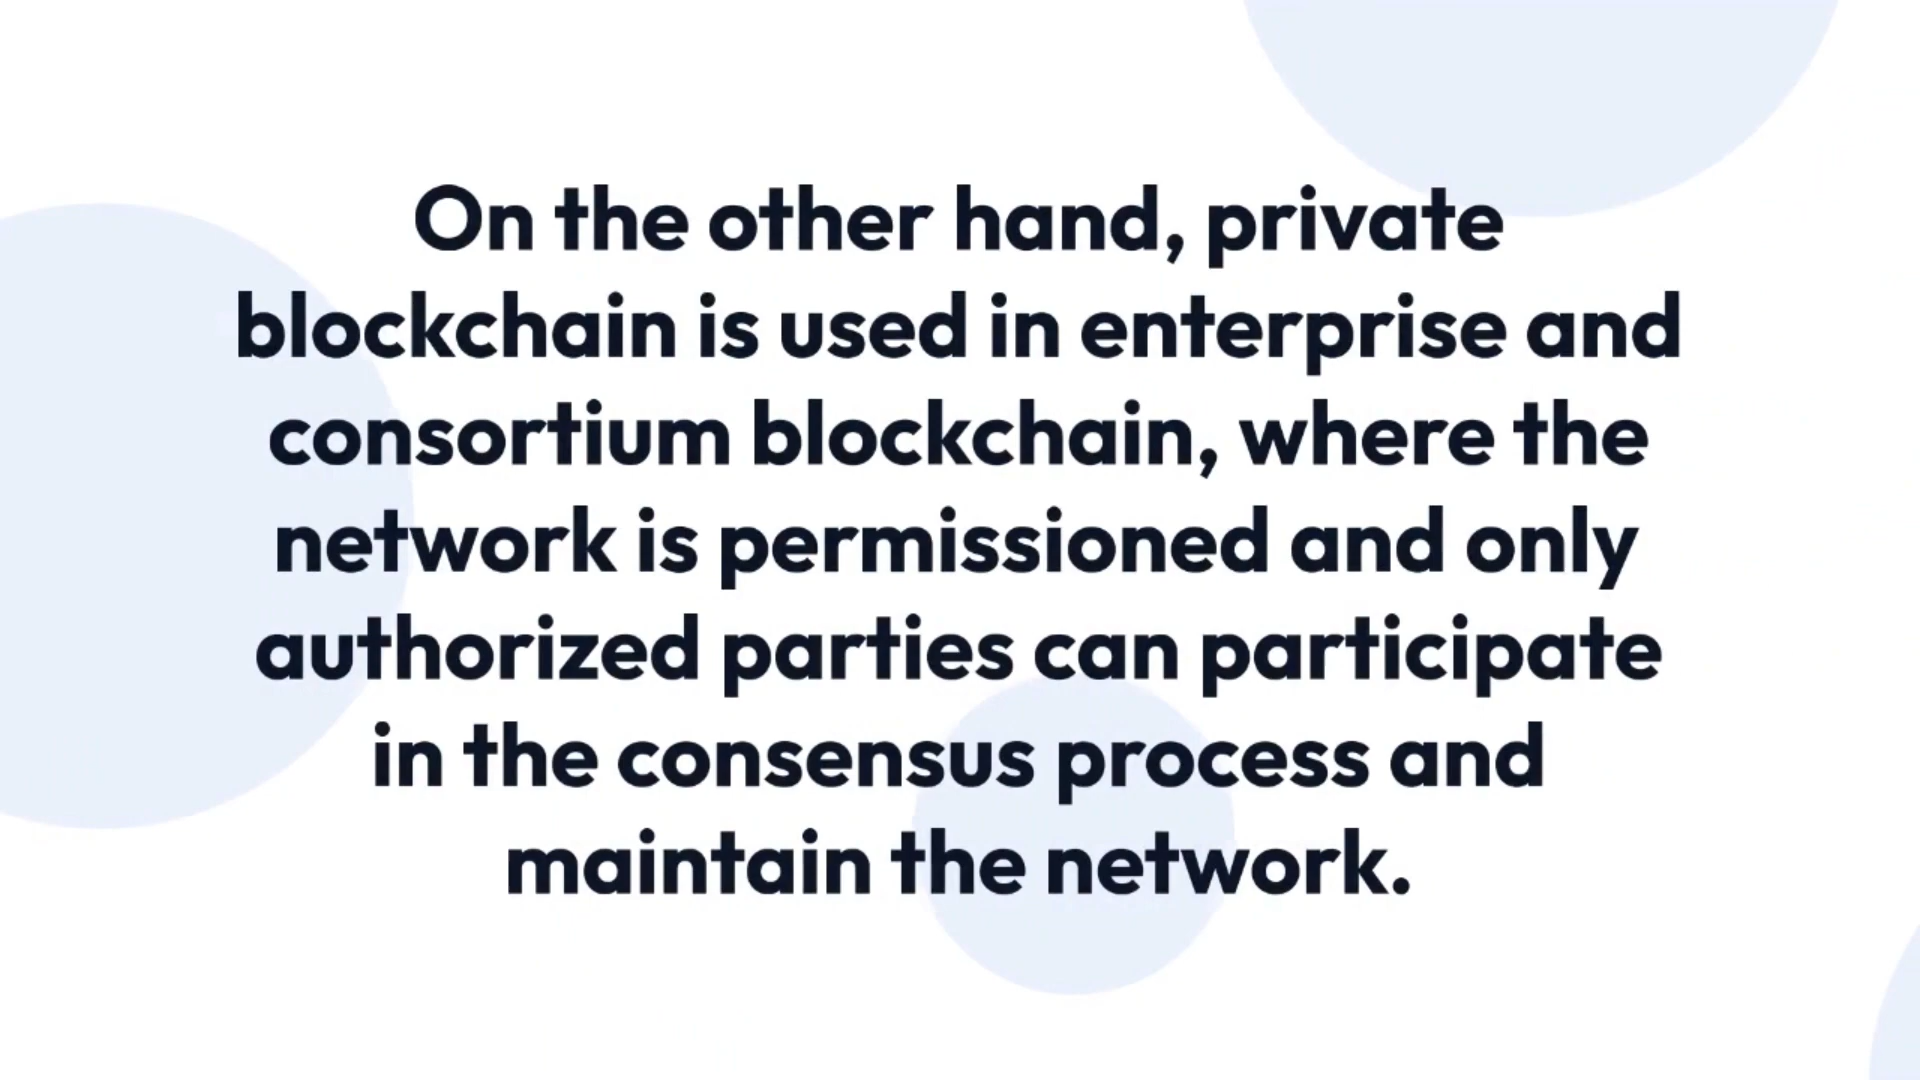 On the other hand, private
blockchain is used in enterprise and
consortium blockchain, where the
network is permissioned and only
authorized parties can participate
in the consensus process and
maintain the network.